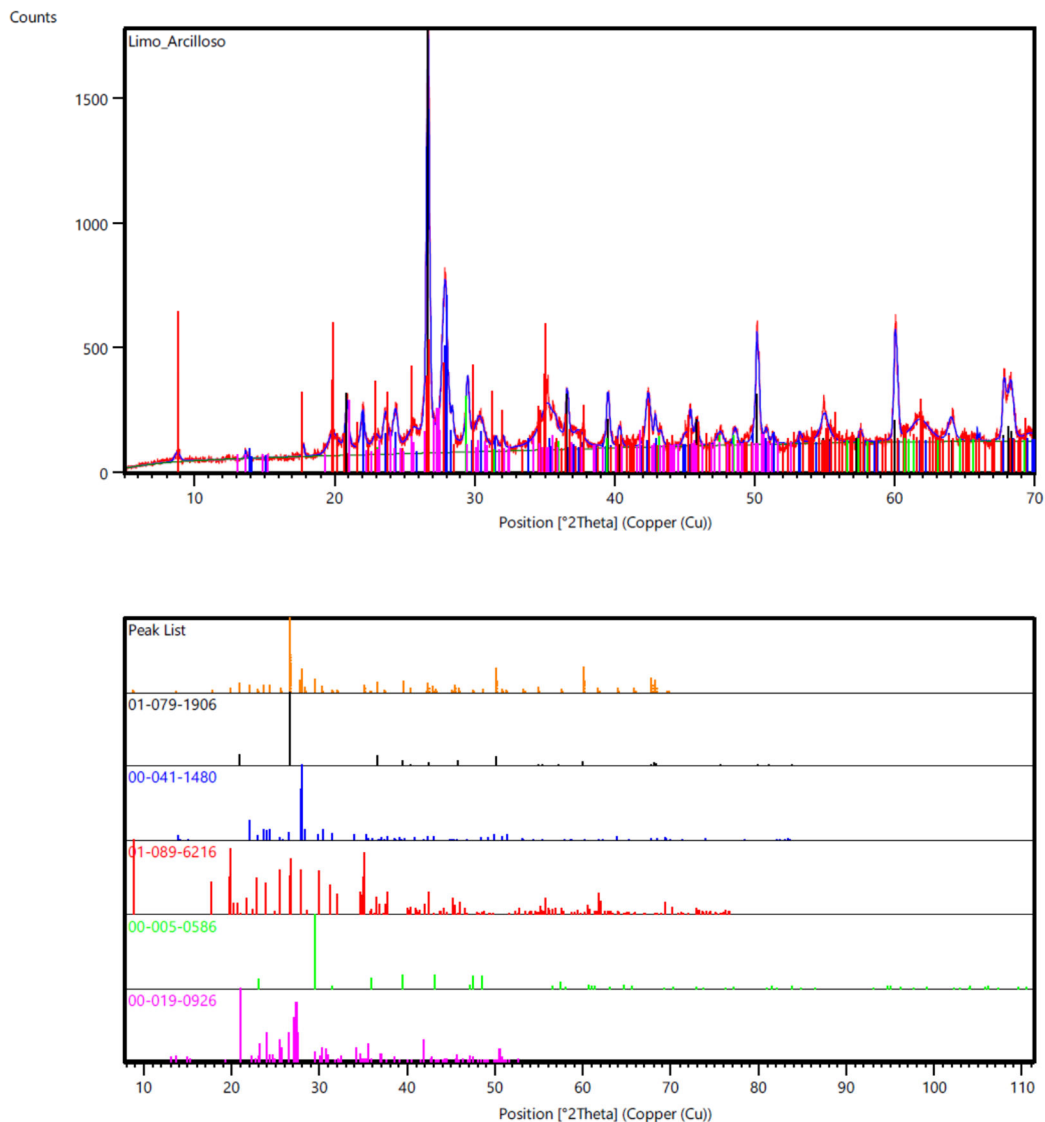 Counts
Limo_Arcilloso
1500
1000
500
0
10 20 30 40 50 60 70
Position [°2Theta] (Copper (Cu))
Peak List
01-079-1906
00-041-1480
01-089-6216
00-005-0586
00-019-0926
10 20 30 40 50 60 70 80 90 100 110
Position [°2Theta] (Copper (Cu))